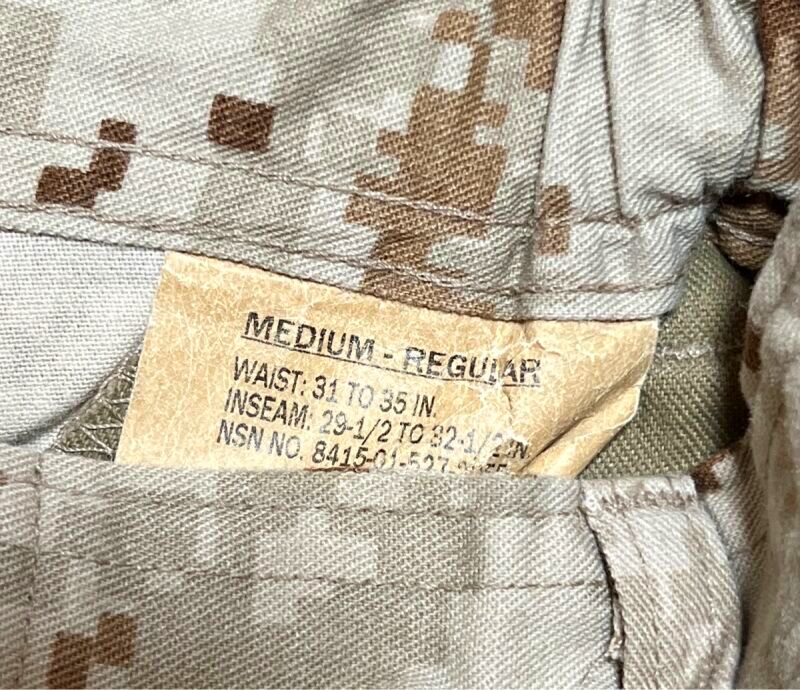 MEDIUM - REGULAR
WAIST: 31 TO 35 IN.
INSEAM: 29-1/2 TO 32-1/2 IN.
NSN NO. 8415-01-527-